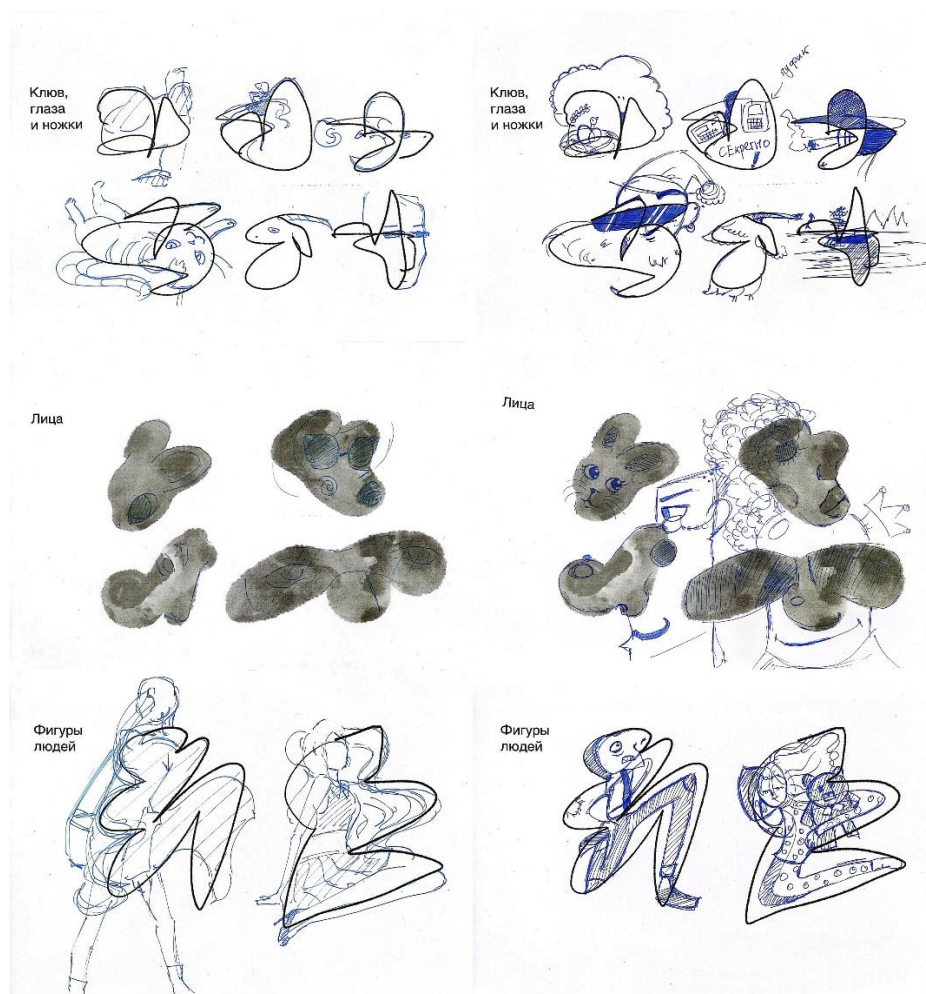 Клюв,
глаза
и ножки
Клюв,
глаза
и ножки
СЕкретно
Лица
Лица
Фигуры
людей
Фигуры
людей